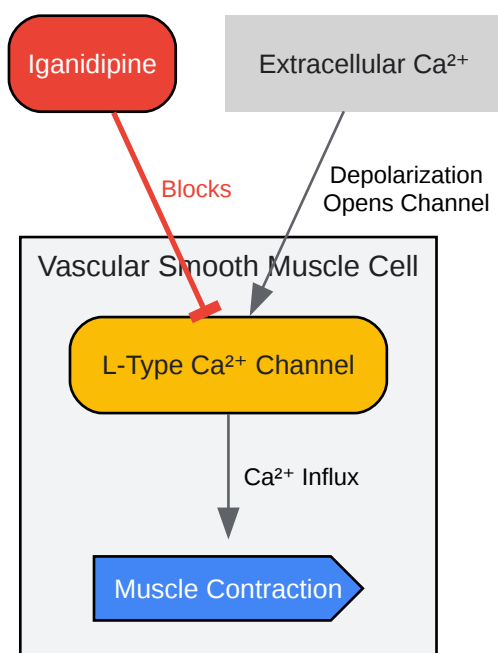 Iganidipine
Extracellular Ca²⁺
Blocks
Depolarization
Opens Channel
Vascular Smooth Muscle Cell
L-Type Ca²⁺ Channel
Ca²⁺ Influx
Muscle Contraction